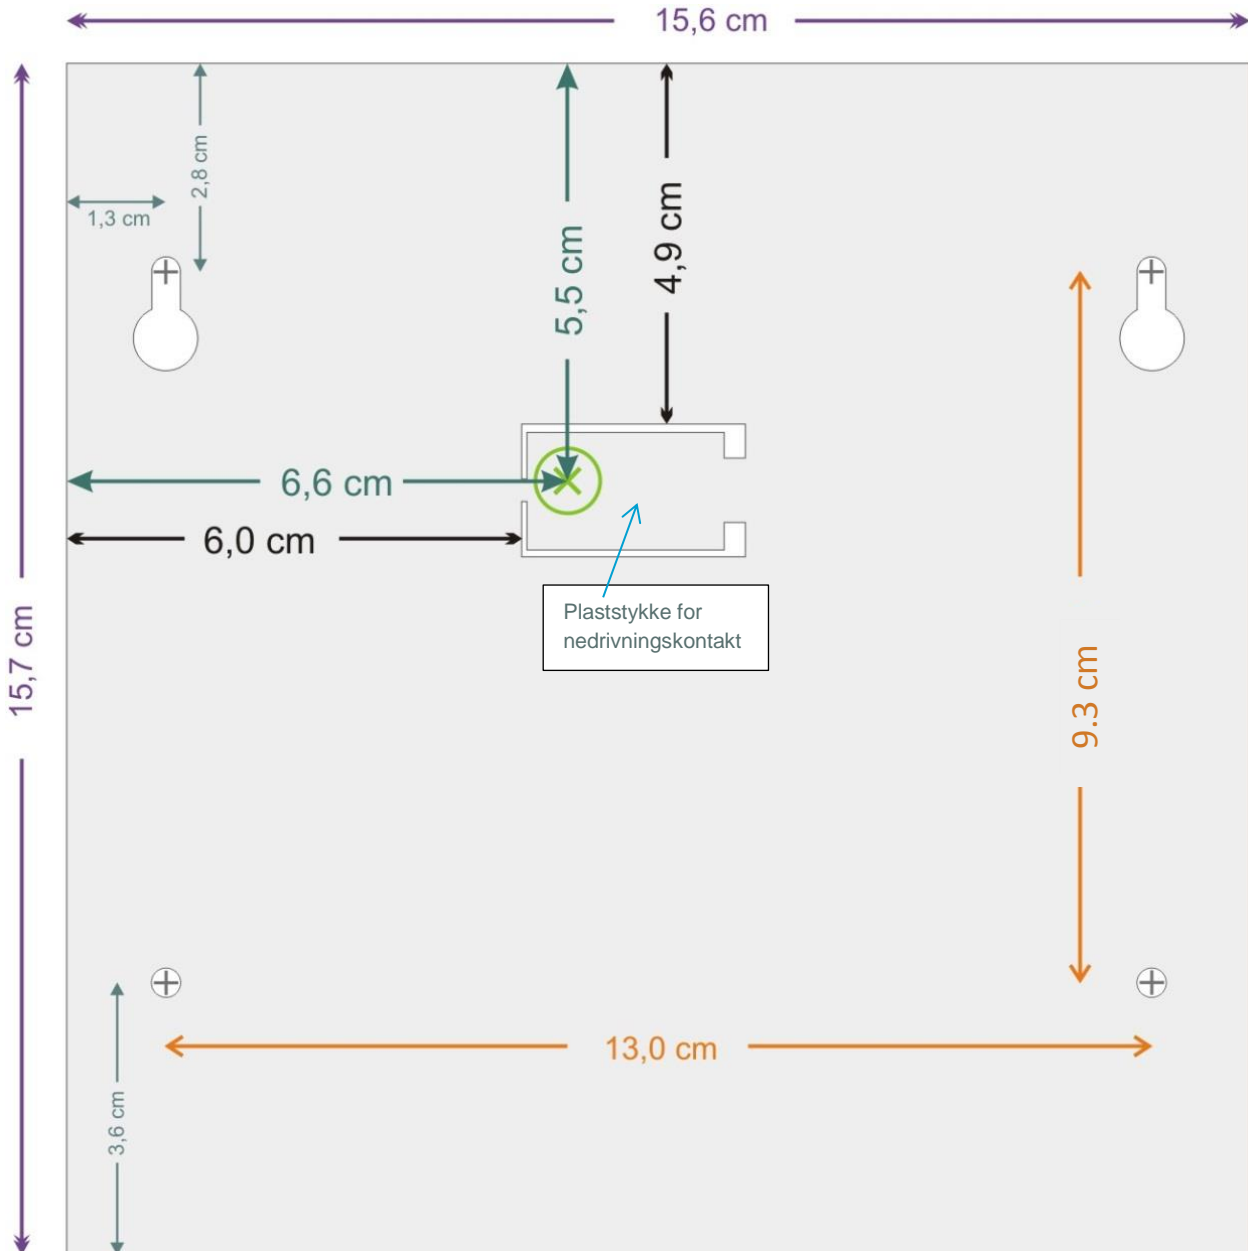 15,6 cm
2,8 cm
1,3 cm
5,5 cm
4,9 cm
6,6 cm
6,0 cm
Plaststykke for
nedrivningskontakt
15,7 cm
9.3 cm
13,0 cm
3,6 cm